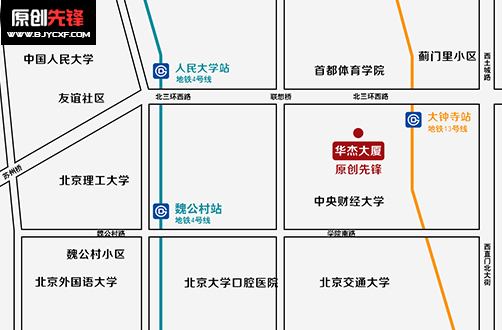 原创先锋
WWW.BJYCXF.COM
中国人民大学
人民大学站
地铁4号线
首都体育学院
蓟门里小区
西土城路
友谊社区
北三环西路
联想桥
北三环西路
大钟寺站
地铁13号线
华杰大厦
原创先锋
苏州桥
北京理工大学
魏公村站
地铁4号线
中央财经大学
魏公村路
学院南路
魏公村小区
西直门北大街
北京外国语大学
北京大学口腔医院
北京交通大学